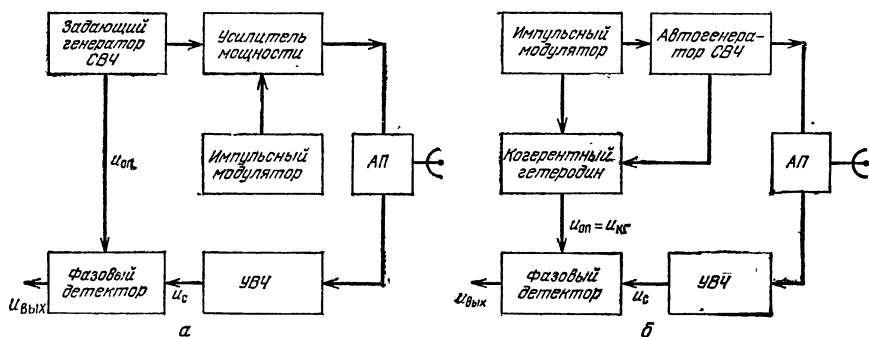 Задающий
генератор
СВЧ
Усилитель
мощности
Импульсный
модулятор
АП
uоп
Фазовый
детектор
УВЧ
uс
uвых
а
Импульсный
модулятор
Автогенера-
тор СВЧ
Когерентный
гетеродин
АП
uоп = uкг
Фазовый
детектор
УВЧ
uс
uвых
б